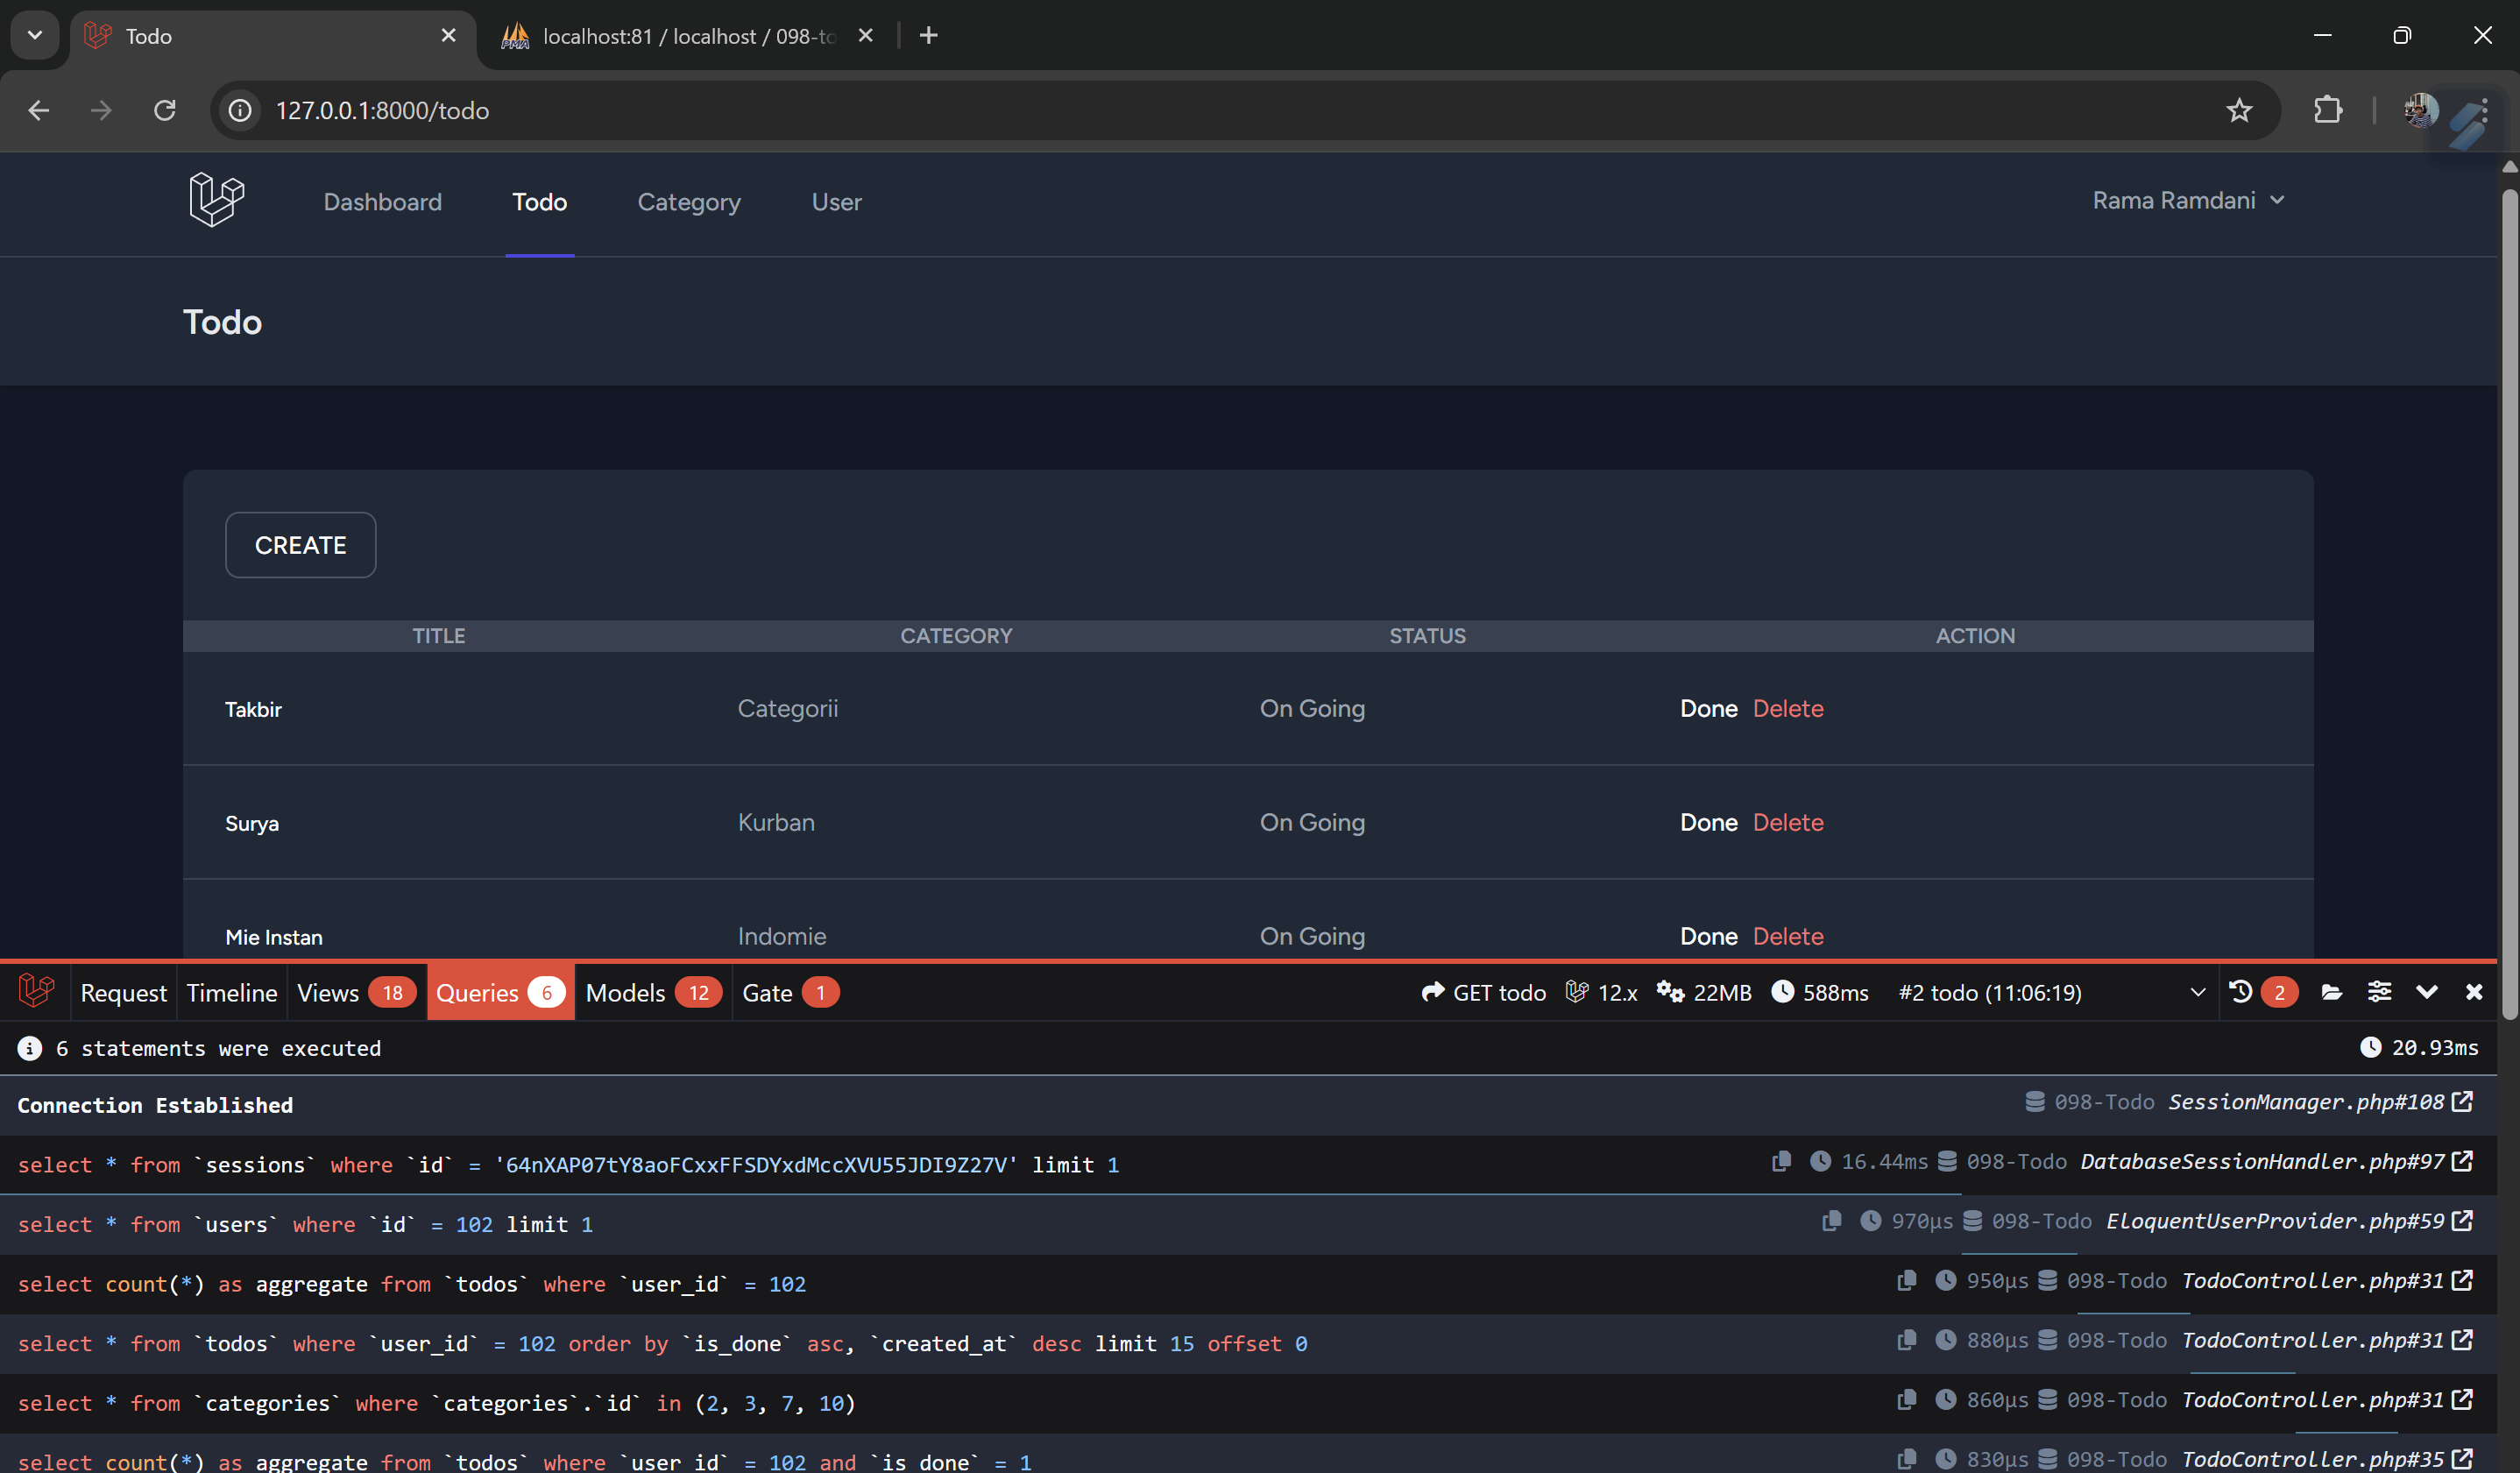 Todo
localhost:81 / localhost / 098-to
127.0.0.1:8000/todo
Dashboard Todo Category User Rama Ramdani
Todo
CREATE
TITLE CATEGORY STATUS ACTION
Takbir Categorii On Going Done Delete
Surya Kurban On Going Done Delete
Mie Instan Indomie On Going Done Delete
Request Timeline Views 18 Queries 6 Models 12 Gate 1 GET todo 12.x 22MB 588ms #2 todo (11:06:19) 2
6 statements were executed 20.93ms
Connection Established 098-Todo SessionManager.php#108
select * from `sessions` where `id` = '64nXAP07tY8aoFCxxFFSDYxdMccXVU55JDI9Z27V' limit 1 16.44ms 098-Todo DatabaseSessionHandler.php#97
select * from `users` where `id` = 102 limit 1 970μs 098-Todo EloquentUserProvider.php#59
select count(*) as aggregate from `todos` where `user_id` = 102 950μs 098-Todo TodoController.php#31
select * from `todos` where `user_id` = 102 order by `is_done` asc, `created_at` desc limit 15 offset 0 880μs 098-Todo TodoController.php#31
select * from `categories` where `categories`.`id` in (2, 3, 7, 10) 860μs 098-Todo TodoController.php#31
select count(*) as aggregate from `todos` where `user_id` = 102 and `is_done` = 1 830μs 098-Todo TodoController.php#35